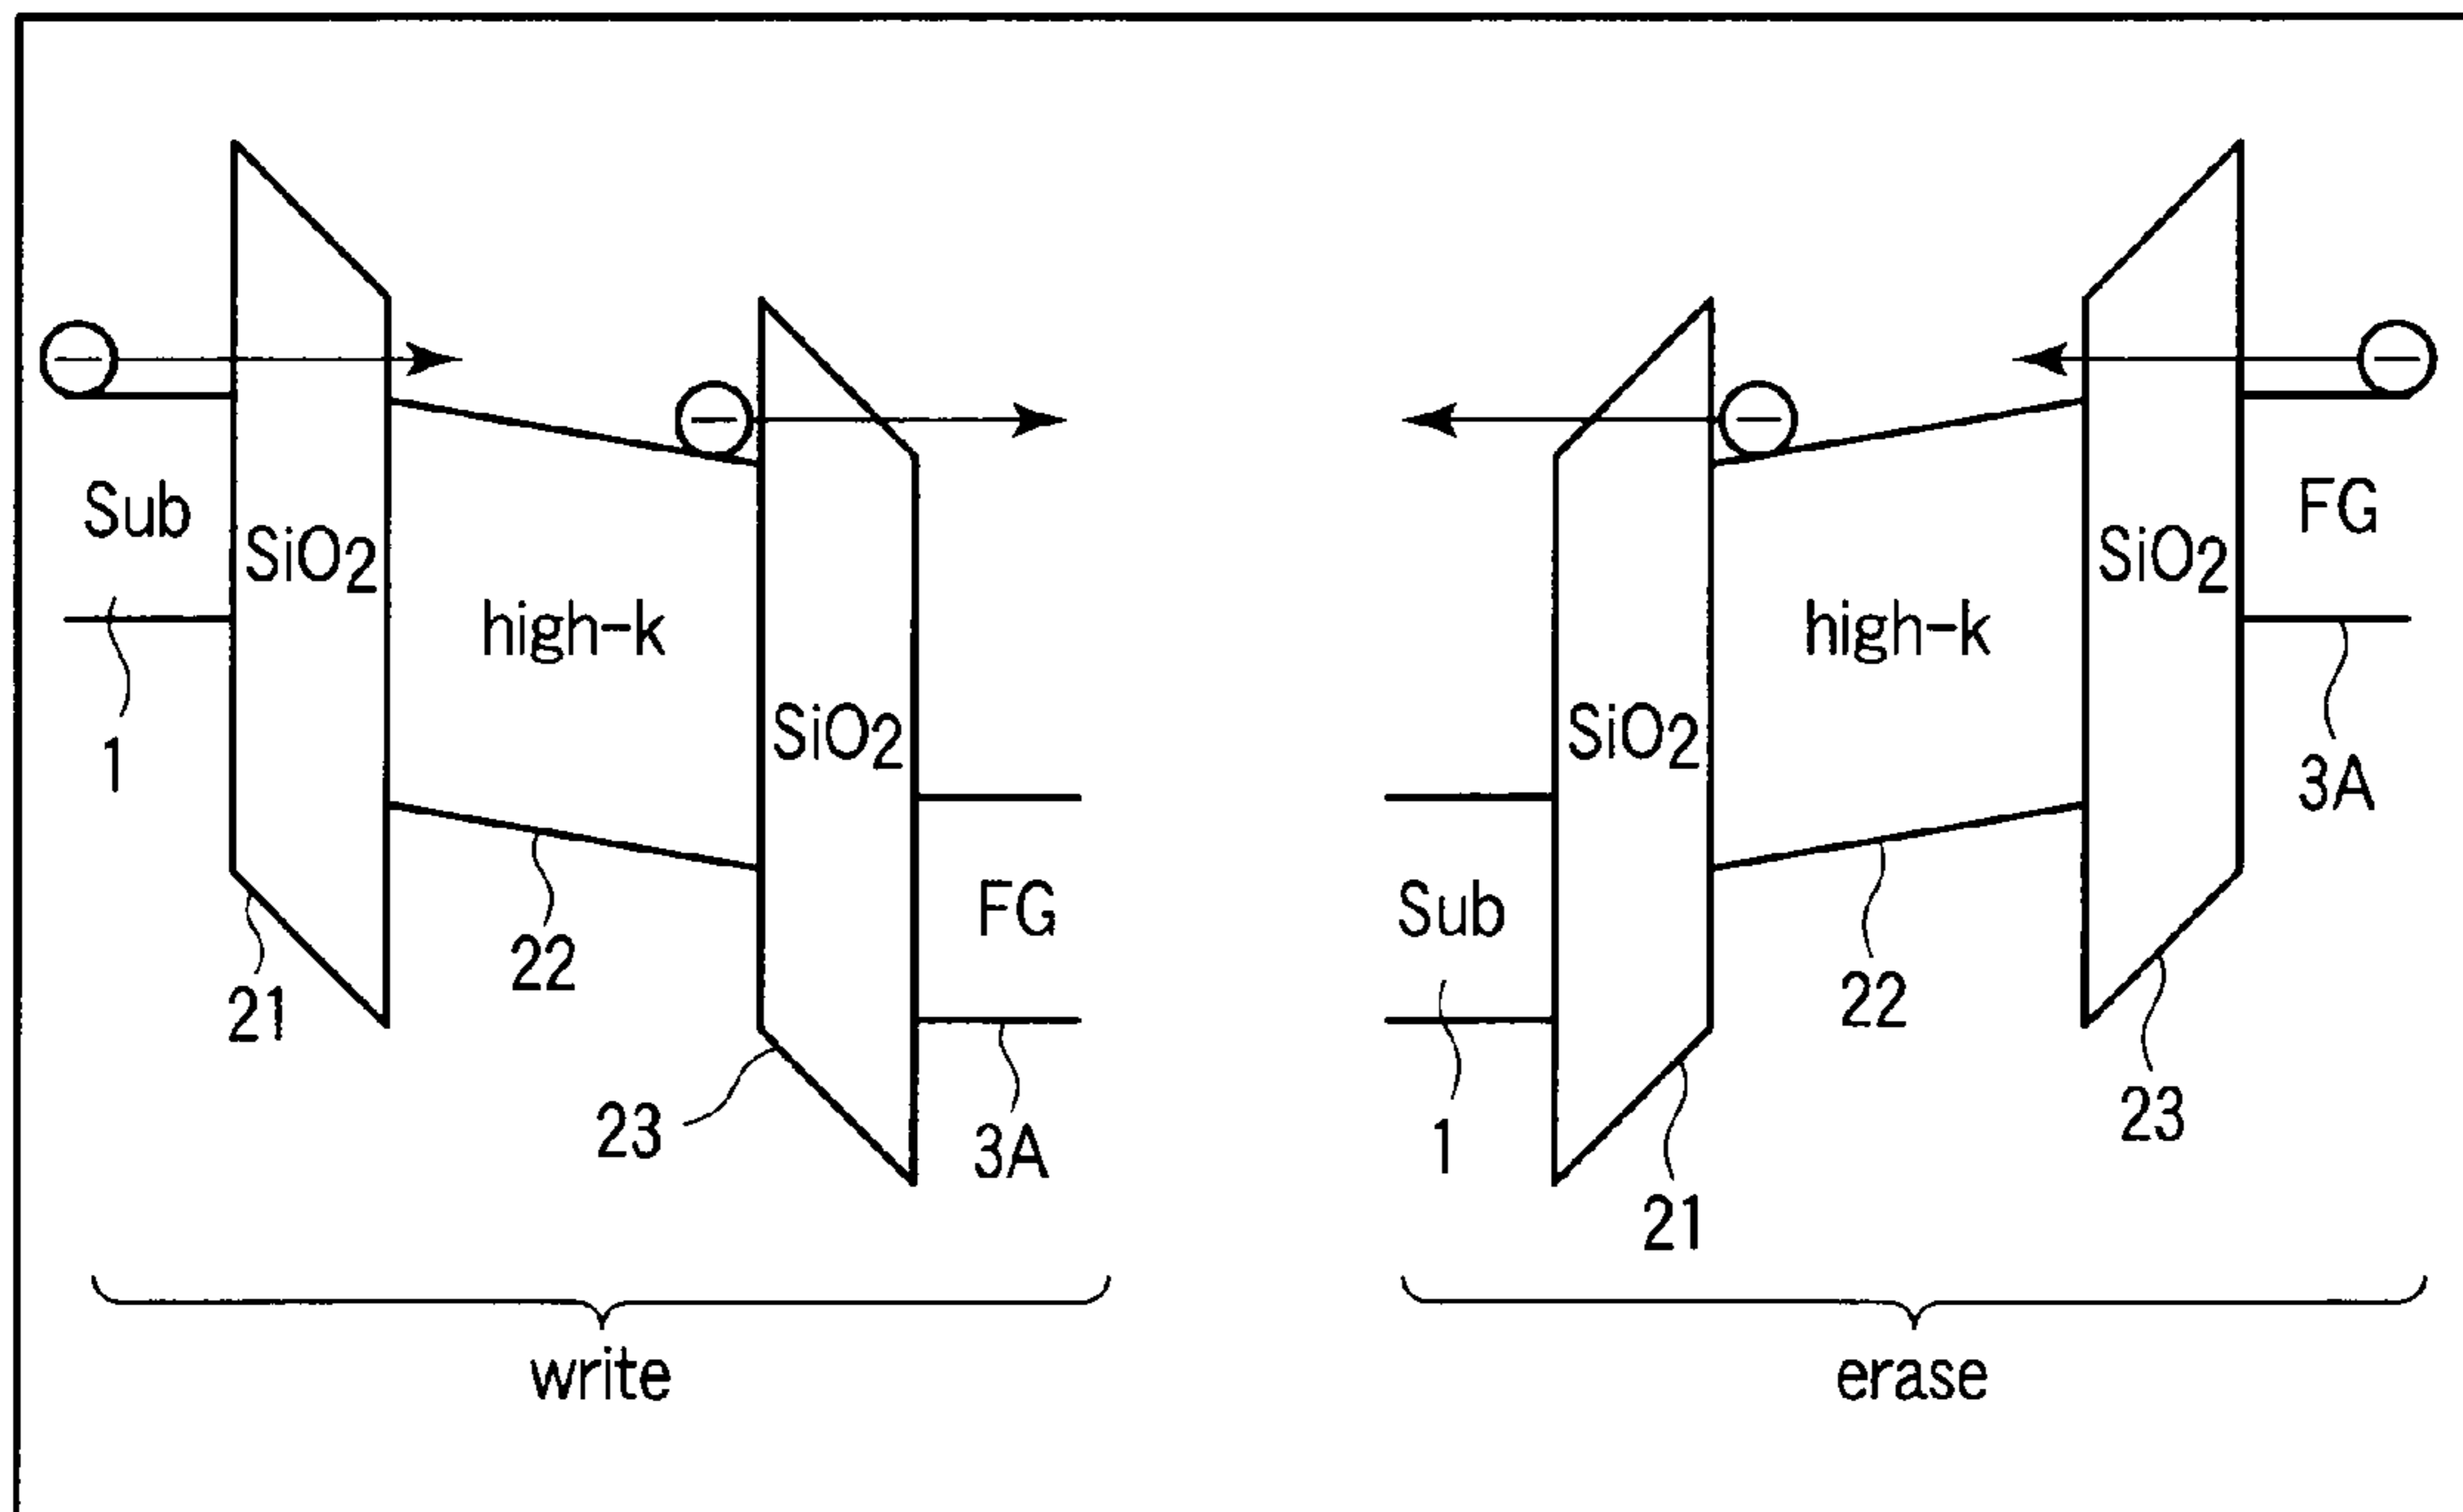 Sub
SiO2
high-k
SiO2
FG
1
21
22
23
3A
write
Sub
SiO2
high-k
SiO2
FG
1
21
22
23
3A
erase